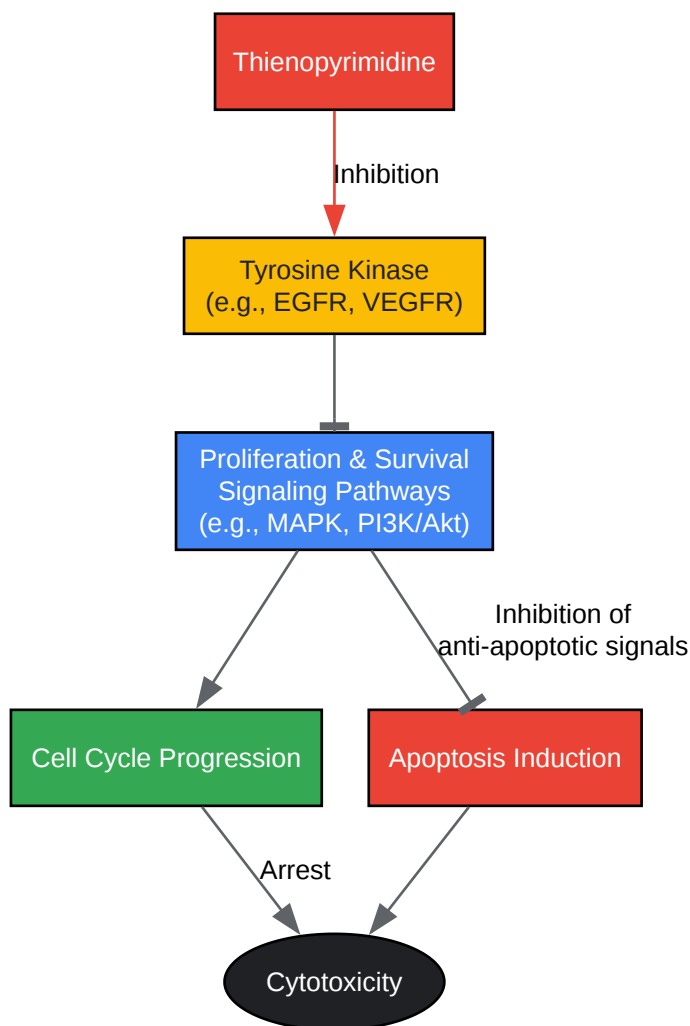 Thienopyrimidine
Inhibition
Tyrosine Kinase
(e.g., EGFR, VEGFR)
Proliferation & Survival
Signaling Pathways
(e.g., MAPK, PI3K/Akt)
Inhibition of
anti-apoptotic signals
Cell Cycle Progression
Apoptosis Induction
Arrest
Cytotoxicity